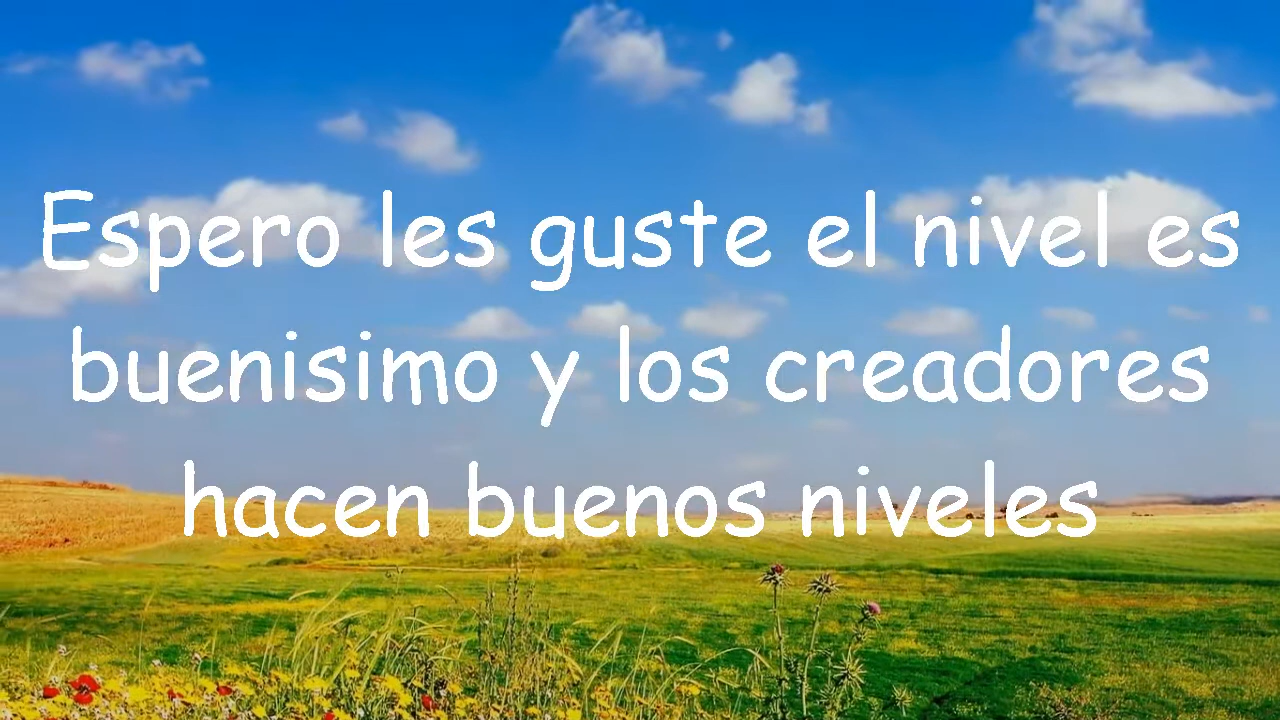 Espero les guste el nivel es
buenisimo y los creadores
hacen buenos niveles